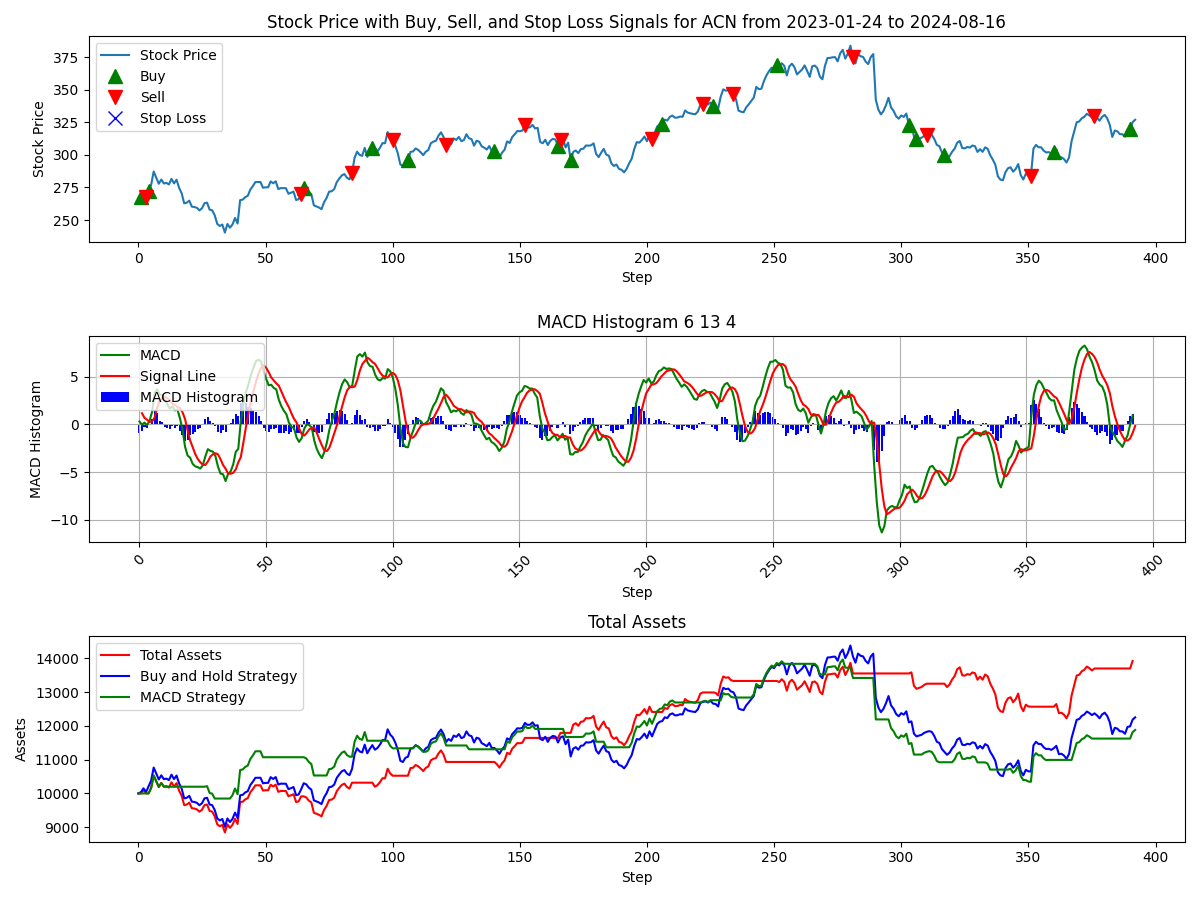 Stock Price with Buy, Sell, and Stop Loss Signals for ACN from 2023-01-24 to 2024-08-16
Stock Price
375
350
325
300
275
250
Stock Price
Buy
Sell
Stop Loss
0 50 100 150 200 250 300 350 400
Step
MACD Histogram 6 13 4
MACD Histogram
5
0
−5
−10
MACD
Signal Line
MACD Histogram
0 50 100 150 200 250 300 350 400
Step
Total Assets
Assets
14000
13000
12000
11000
10000
9000
Total Assets
Buy and Hold Strategy
MACD Strategy
0 50 100 150 200 250 300 350 400
Step